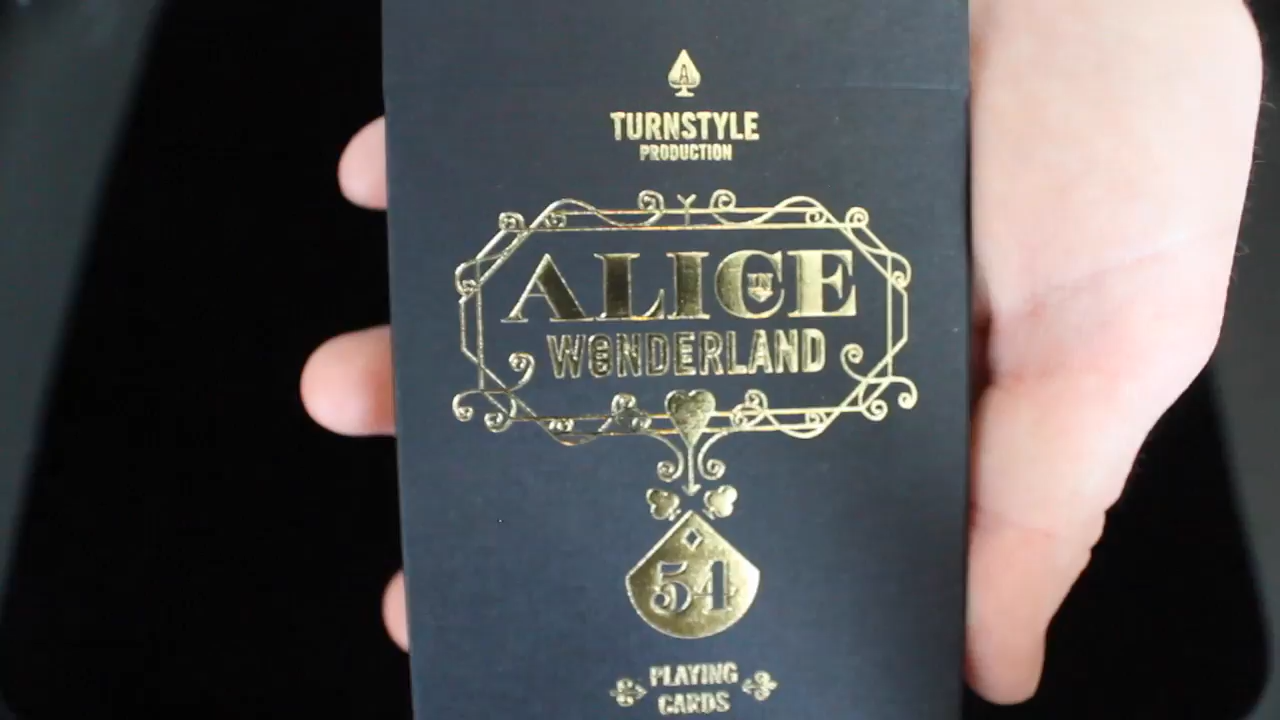 A
TURNSTYLE
PRODUCTION
ALICE
IN
WONDERLAND
54
PLAYING
CARDS